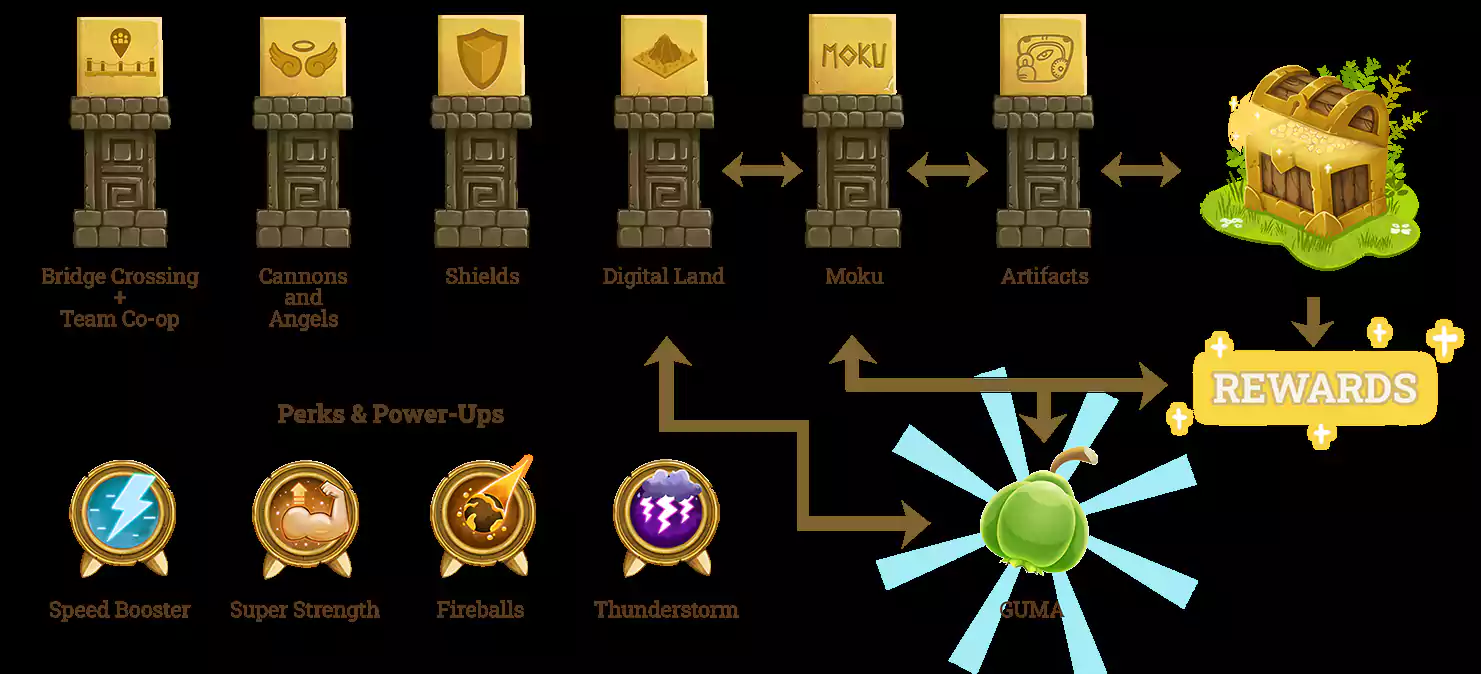 MOKU
Bridge Crossing
+
Team Co-op
Cannons
and
Angels
Shields
Digital Land
Moku
Artifacts
REWARDS
Perks & Power-Ups
Speed Booster
Super Strength
Fireballs
Thunderstorm
GUMA